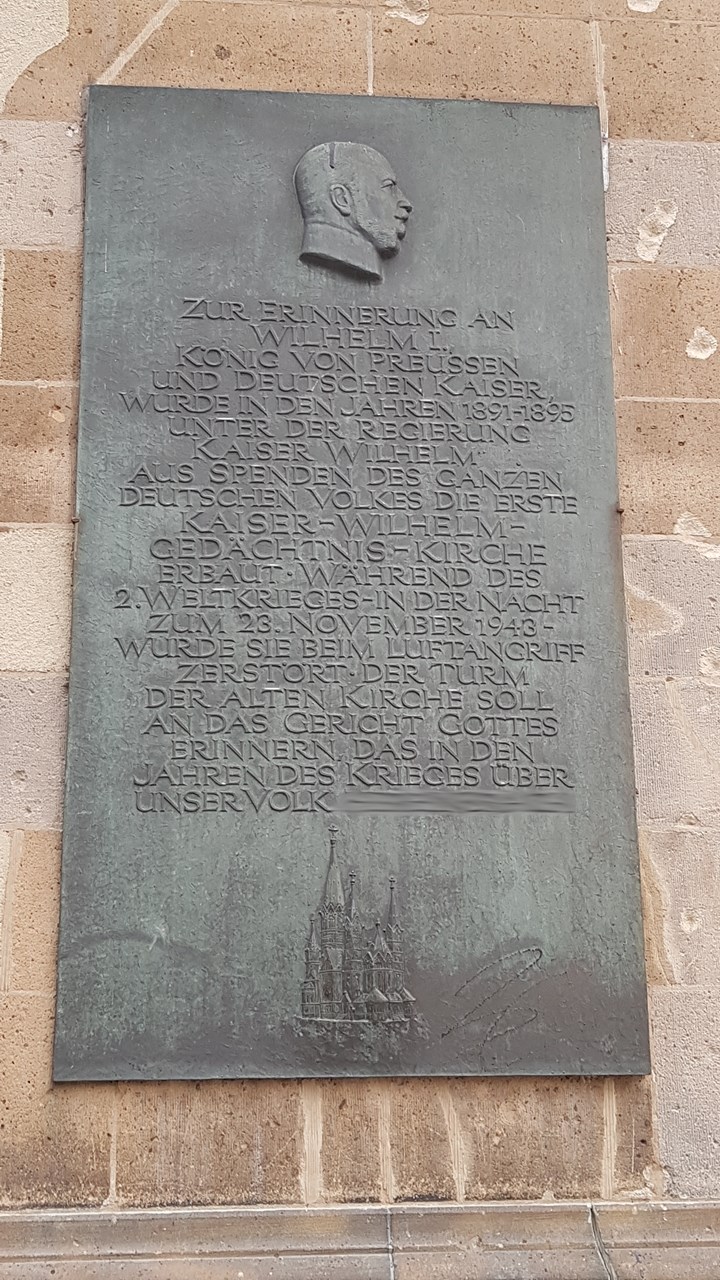 ZUR ERINNERUNG AN
WILHELM I.
KÖNIG VON PREUSSEN
UND DEUTSCHEN KAISER,
WURDE IN DEN JAHREN 1891-1895
UNTER DER REGIERUNG
KAISER WILHELM
AUS SPENDEN DES GANZEN
DEUTSCHEN VOLKES DIE ERSTE
KAISER-WILHELM-
GEDÄCHTNIS-KIRCHE
ERBAUT · WÄHREND DES
2. WELTKRIEGES - IN DER NACHT
ZUM 23. NOVEMBER 1943 -
WURDE SIE BEIM LUFTANGRIFF
ZERSTÖRT · DER TURM
DER ALTEN KIRCHE SOLL
AN DAS GERICHT GOTTES
ERINNERN, DAS IN DEN
JAHREN DES KRIEGES ÜBER
UNSER VOLK